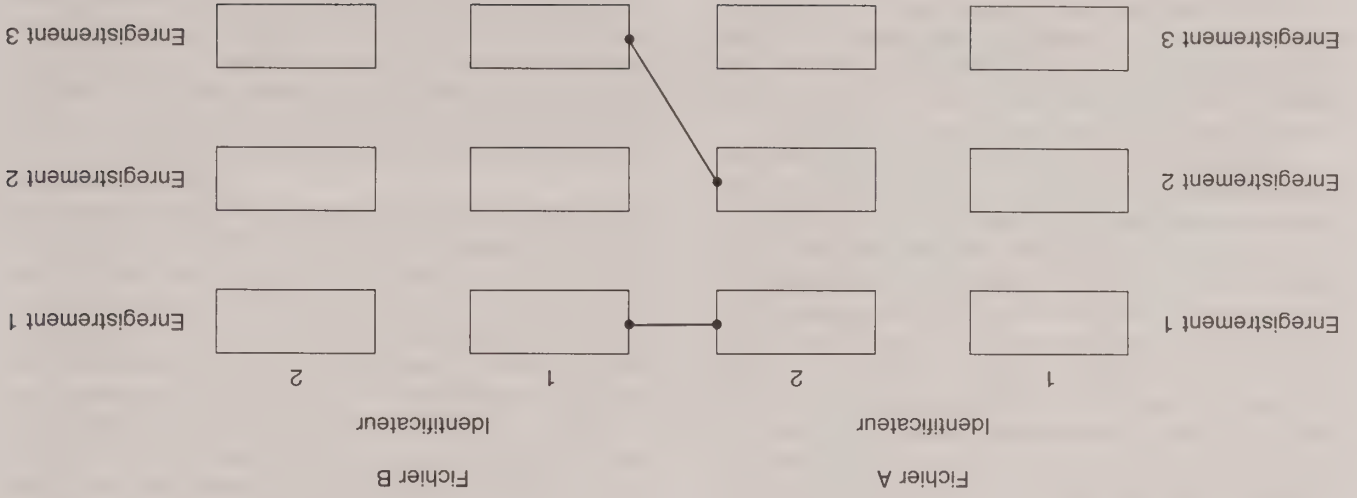 Fichier A Fichier B
Identificateur Identificateur
1 2 1 2
Enregistrement 1 Enregistrement 1
Enregistrement 2 Enregistrement 2
Enregistrement 3 Enregistrement 3